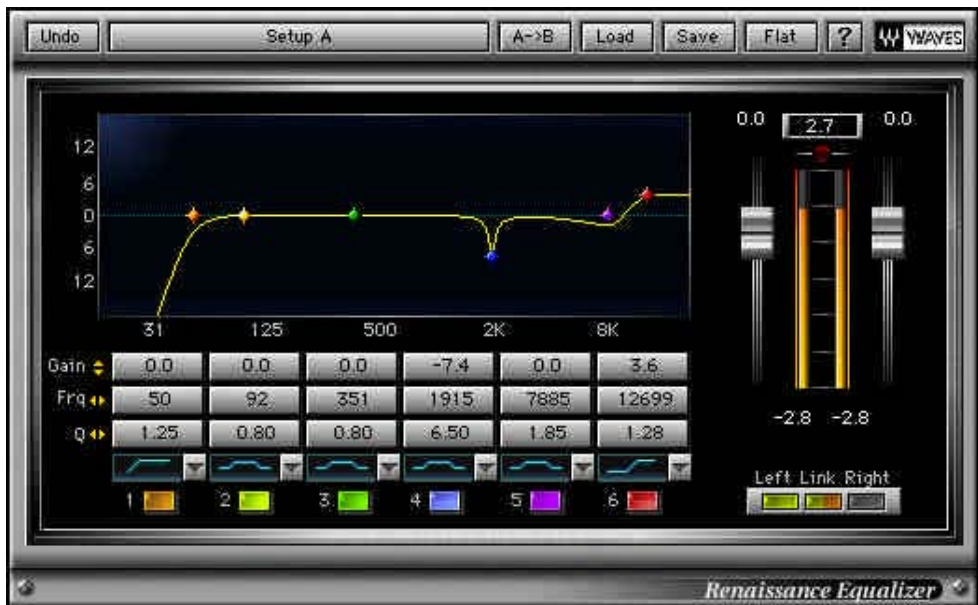 Undo Setup A A->B Load Save Flat ? WAVES
0.0 2.7 0.0
12
6
0
6
12
31 125 500 2K 8K
Gain 0.0 0.0 0.0 -7.4 0.0 3.6
Frq 50 92 351 1915 7885 12699
Q 1.25 0.80 0.80 6.50 1.85 1.28
-2.8 -2.8
1 2 3 4 5 6
Left Link Right
Renaissance Equalizer